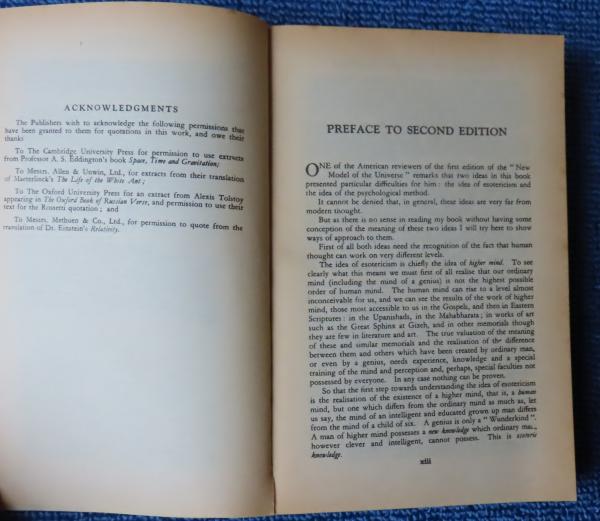 ACKNOWLEDGMENTS
The Publishers wish to acknowledge the following permissions that
have been granted to them for quotations in this work, and owe their
thanks
To The Cambridge University Press for permission to use extracts
from Professor A. S. Eddington's book Space, Time and Gravitation;
To Messrs. Allen & Unwin, Ltd., for extracts from their translation
of Maeterlinck's The Life of the White Ant;
To The Oxford University Press for an extract from Alexis Tolstoy
appearing in The Oxford Book of Russian Verse, and permission to use their
text for the Rossetti quotation; and
To Messrs. Methuen & Co., Ltd., for permission to quote from the
translation of Dr. Einstein's Relativity.
PREFACE TO SECOND EDITION
ONE of the American reviewers of the first edition of the "New
Model of the Universe" remarks that two ideas in this book
presented particular difficulties for him: the idea of esotericism and
the idea of the psychological method.
It cannot be denied that, in general, these ideas are very far from
modern thought.
But as there is no sense in reading my book without having some
conception of the meaning of these two ideas I will try here to show
ways of approach to them.
First of all both ideas need the recognition of the fact that human
thought can work on very different levels.
The idea of esotericism is chiefly the idea of higher mind. To see
clearly what this means we must first of all realise that our ordinary
mind (including the mind of a genius) is not the highest possible
order of human mind. The human mind can rise to a level almost
inconceivable for us, and we can see the results of the work of higher
mind, those most accessible to us in the Gospels, and then in Eastern
Scriptures: in the Upanishads, in the Mahabharata; in works of art
such as the Great Sphinx at Gizeh, and in other memorials though
they are few in literature and art. The true valuation of the meaning
of these and similar memorials and the realisation of the difference
between them and others which have been created by ordinary man,
or even by a genius, needs experience, knowledge and a special
training of the mind and perception and, perhaps, special faculties not
possessed by everyone. In any case nothing can be proven.
So that the first step towards understanding the idea of esotericism
is the realisation of the existence of a higher mind, that is, a human
mind, but one which differs from the ordinary mind as much as, let
us say, the mind of an intelligent and educated grown up man differs
from the mind of a child of six. A genius is only a "Wunderkind".
A man of higher mind possesses a new knowledge which ordinary man,
however clever and intelligent, cannot possess. This is esoteric
knowledge.
xiii